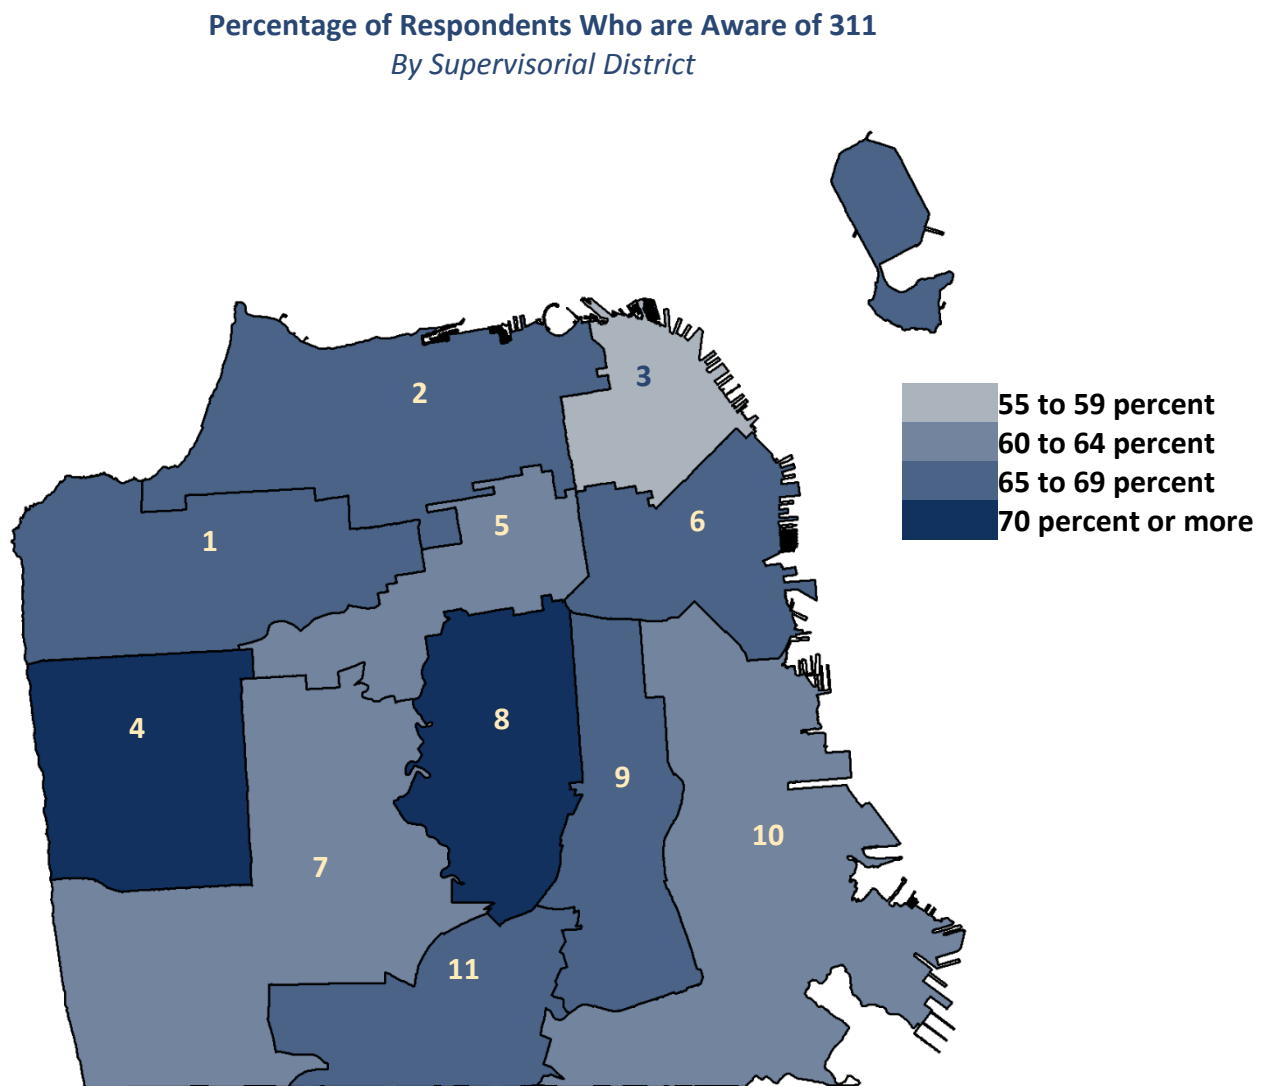 Percentage of Respondents Who are Aware of 311
By Supervisorial District
3
2
55 to 59 percent
60 to 64 percent
65 to 69 percent
70 percent or more
5
6
1
4
8
9
10
7
11